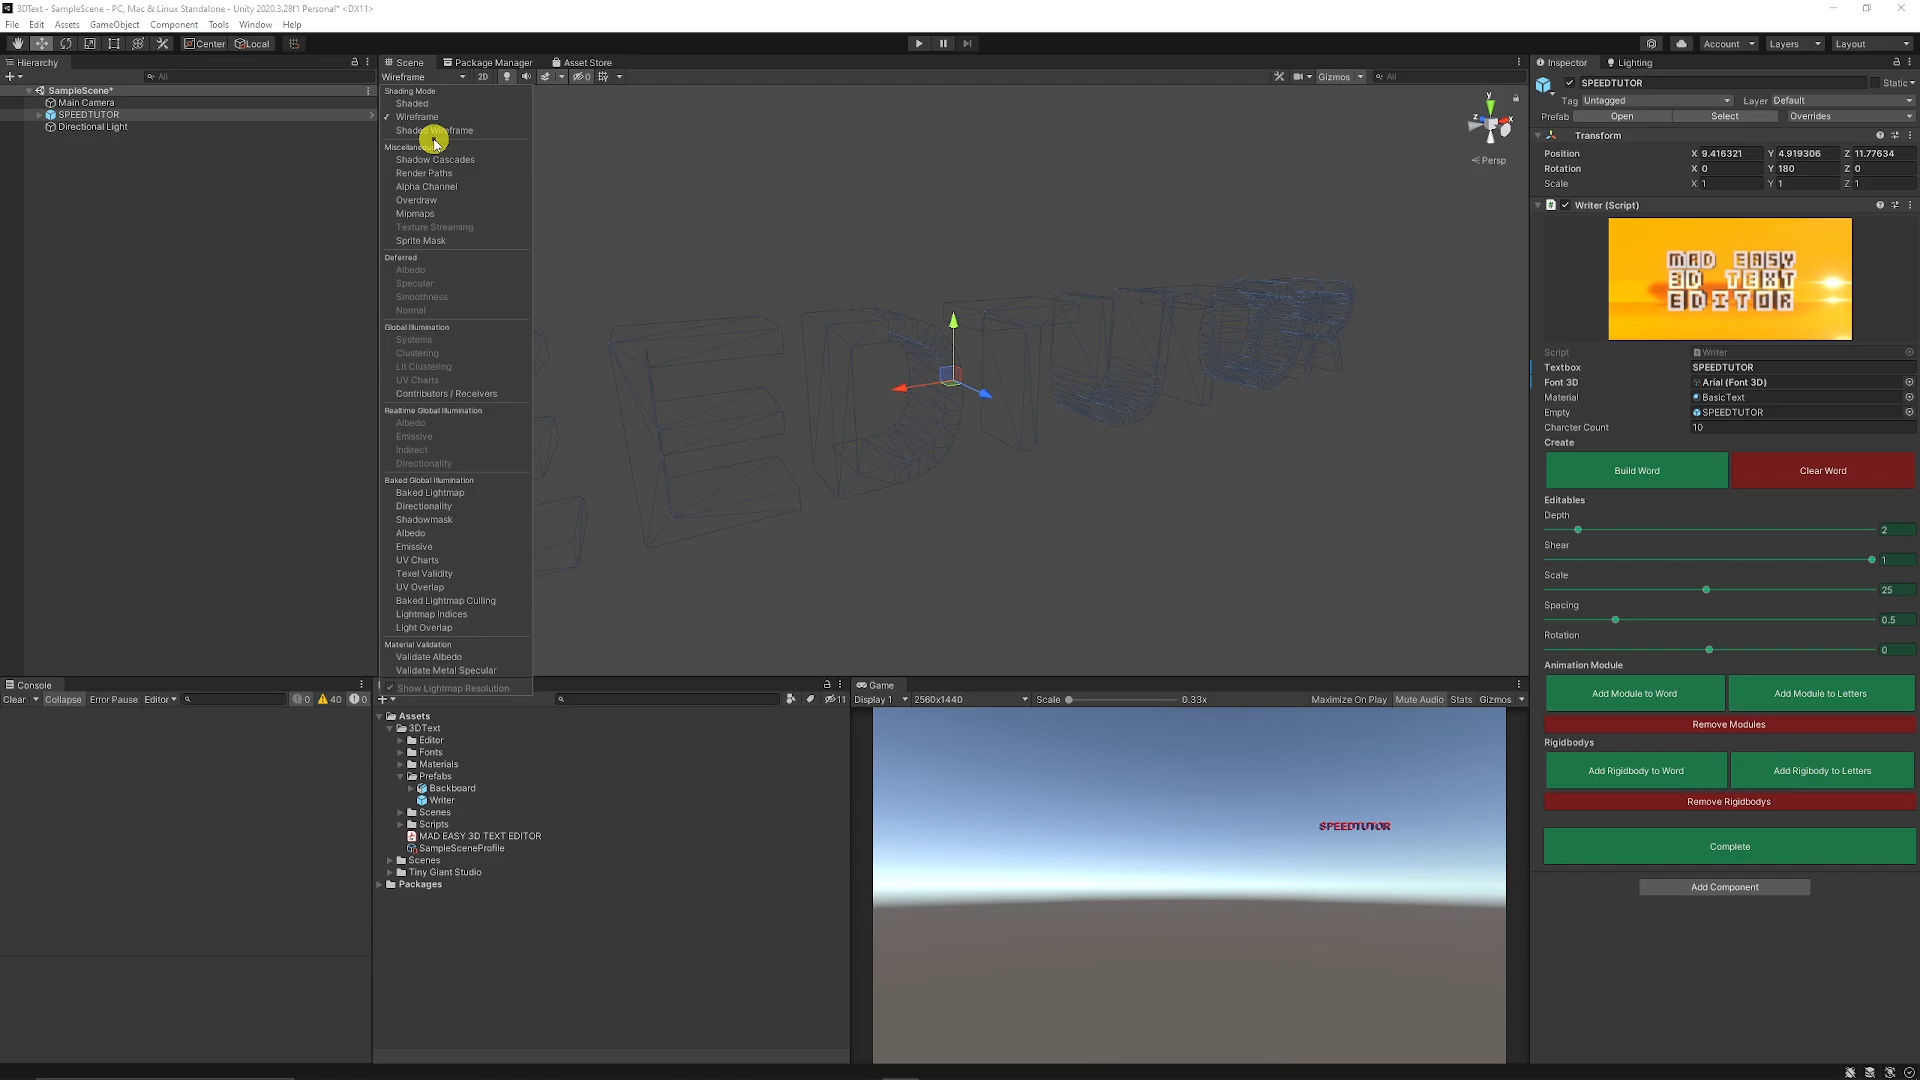 3DText - SampleScene - PC, Mac & Linux Standalone - Unity 2020.3.28f1 Personal* <DX11>
File Edit Assets GameObject Component Tools Window Help
Center Local
Account Layers Layout
Hierarchy
All
SampleScene*
Main Camera
SPEEDTUTOR
Directional Light
Scene Package Manager Asset Store
Wireframe 2D 0 Gizmos All
Shading Mode
Shaded
Wireframe
Shaded Wireframe
Miscellaneous
Shadow Cascades
Render Paths
Alpha Channel
Overdraw
Mipmaps
Texture Streaming
Sprite Mask
Deferred
Albedo
Specular
Smoothness
Normal
Global Illumination
Systems
Clustering
Lit Clustering
UV Charts
Contributors / Receivers
Realtime Global Illumination
Albedo
Emissive
Indirect
Directionality
Baked Global Illumination
Baked Lightmap
Directionality
Shadowmask
Albedo
Emissive
UV Charts
Texel Validity
UV Overlap
Baked Lightmap Culling
Lightmap Indices
Light Overlap
Material Validation
Validate Albedo
Validate Metal Specular
Show Lightmap Resolution
EDTUTOR
y
z x
Persp
Inspector Lighting
SPEEDTUTOR Static
Tag Untagged Layer Default
Prefab Open Select Overrides
Transform
Position X 9.416321 Y 4.919306 Z 11.77634
Rotation X 0 Y 180 Z 0
Scale X 1 Y 1 Z 1
Writer (Script)
MAD EASY
3D TEXT
EDITOR
Script Writer
Textbox SPEEDTUTOR
Font 3D Arial (Font 3D)
Material BasicText
Empty SPEEDTUTOR
Charcter Count 10
Create
Build Word Clear Word
Editables
Depth
2
Shear
1
Scale
25
Spacing
0.5
Rotation
0
Animation Module
Add Module to Word Add Module to Letters
Remove Modules
Rigidbodys
Add Rigidbody to Word Add Rigibody to Letters
Remove Rigidbodys
Complete
Add Component
Console
Clear Collapse Error Pause Editor 0 40 0
11
Assets
3DText
Editor
Fonts
Materials
Prefabs
Backboard
Writer
Scenes
Scripts
MAD EASY 3D TEXT EDITOR
SampleSceneProfile
Scenes
Tiny Giant Studio
Packages
Game
Display 1 2560x1440 Scale 0.33x Maximize On Play Mute Audio Stats Gizmos
SPEEDTUTOR